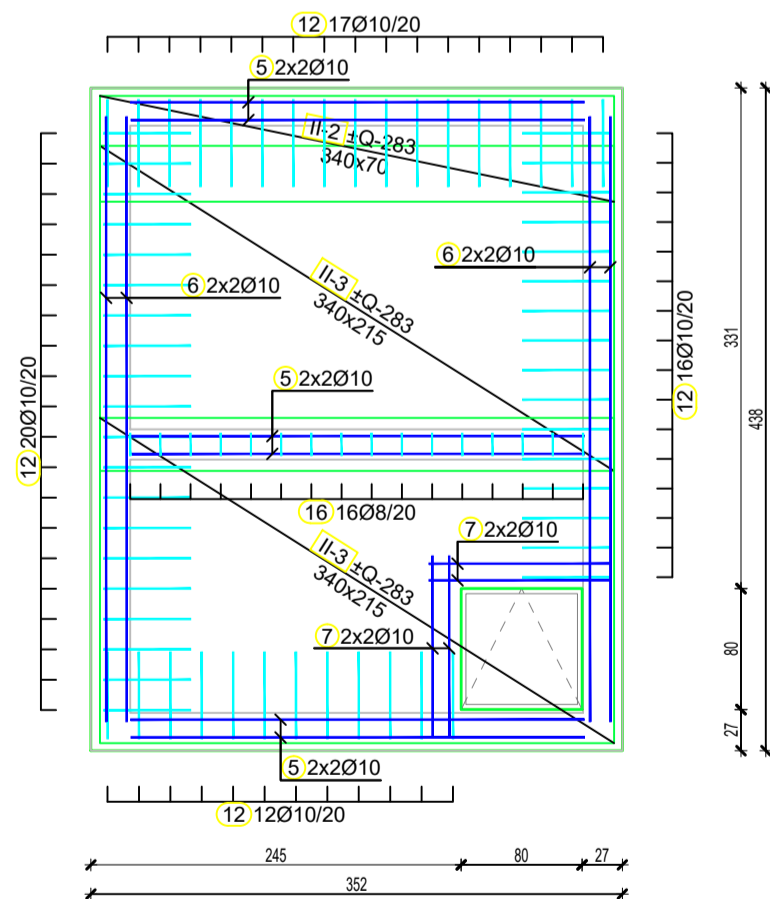 12 17Ø10/20
5 2x2Ø10
II-2 ±Q-283
340x70
6 2x2Ø10
6 2x2Ø10
II-3 ±Q-283
340x215
12 20Ø10/20
12 16Ø10/20
331
438
5 2x2Ø10
16 16Ø8/20
7 2x2Ø10
II-3 ±Q-283
340x215
7 2x2Ø10
80
27
5 2x2Ø10
12 12Ø10/20
245
80
27
352